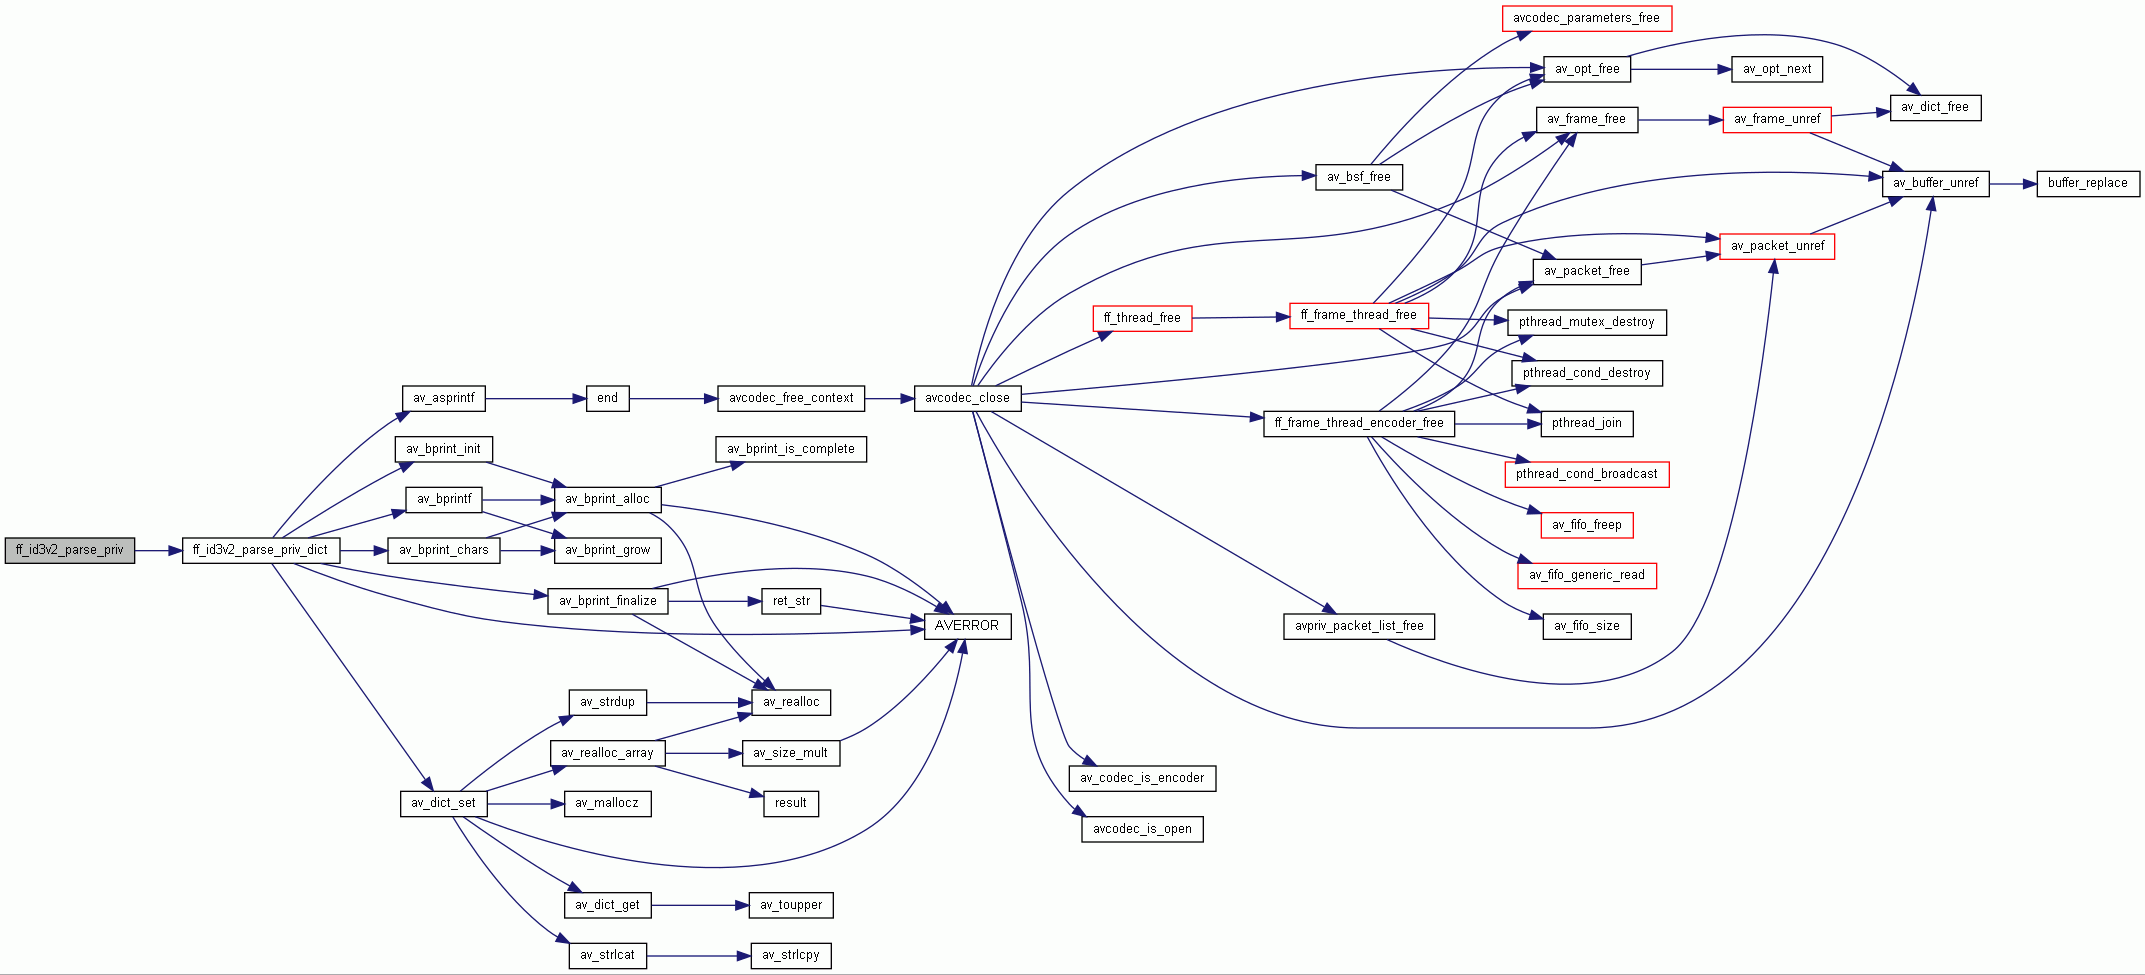 avcodec_parameters_free
av_opt_free
av_opt_next
av_dict_free
av_frame_free
av_frame_unref
av_bsf_free
av_buffer_unref
buffer_replace
av_packet_unref
av_packet_free
ff_thread_free
ff_frame_thread_free
pthread_mutex_destroy
pthread_cond_destroy
av_asprintf
end
avcodec_free_context
avcodec_close
ff_frame_thread_encoder_free
pthread_join
av_bprint_init
av_bprint_is_complete
pthread_cond_broadcast
av_bprintf
av_bprint_alloc
av_fifo_freep
ff_id3v2_parse_priv
ff_id3v2_parse_priv_dict
av_bprint_chars
av_bprint_grow
av_fifo_generic_read
av_bprint_finalize
ret_str
AVERROR
avpriv_packet_list_free
av_fifo_size
av_strdup
av_realloc
av_realloc_array
av_size_mult
av_codec_is_encoder
av_dict_set
av_mallocz
result
avcodec_is_open
av_dict_get
av_toupper
av_strlcat
av_strlcpy